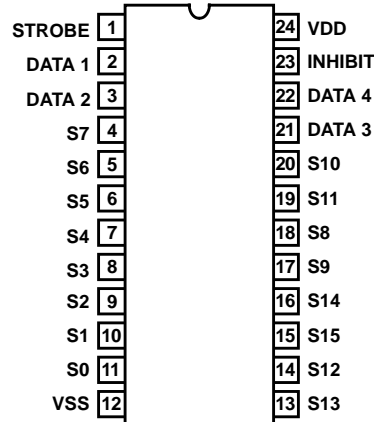 STROBE 1 24 VDD
DATA 1 2 23 INHIBIT
DATA 2 3 22 DATA 4
S7 4 21 DATA 3
S6 5 20 S10
S5 6 19 S11
S4 7 18 S8
S3 8 17 S9
S2 9 16 S14
S1 10 15 S15
S0 11 14 S12
VSS 12 13 S13